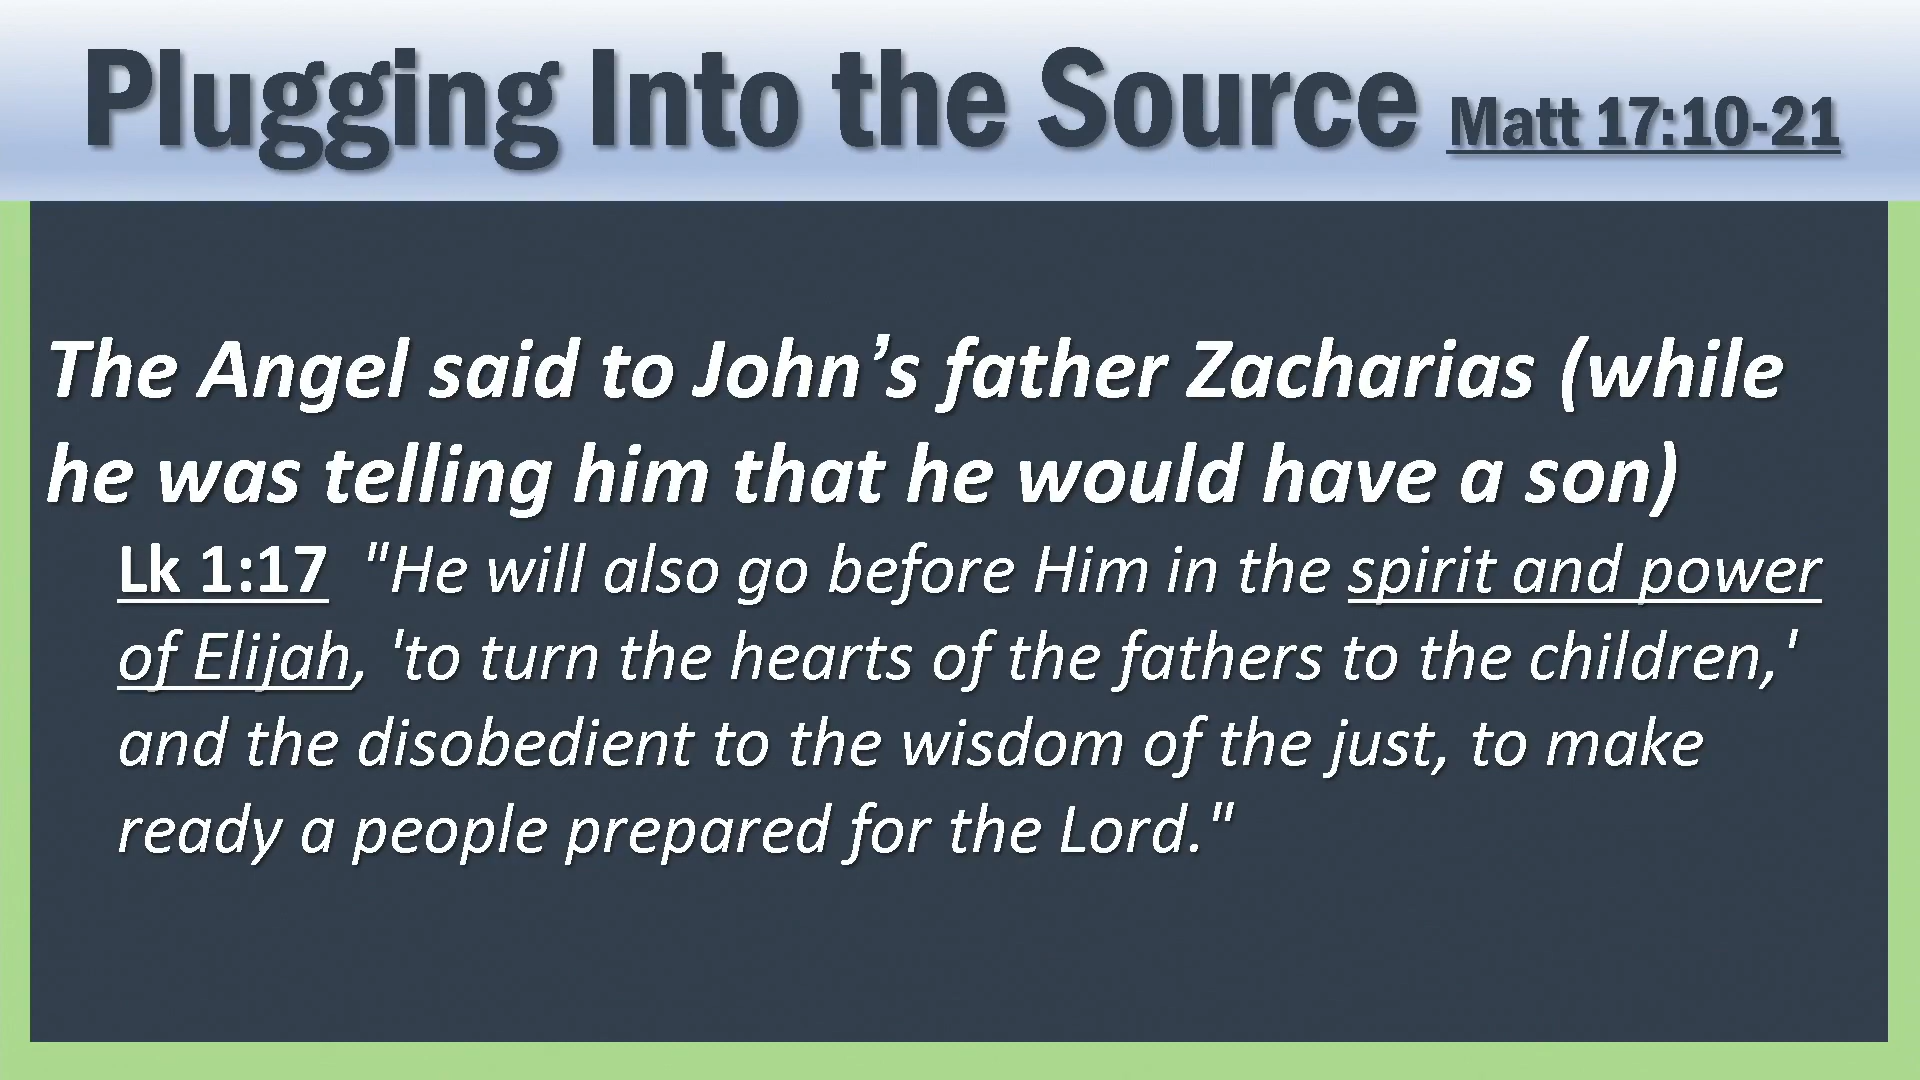 Plugging Into the Source Matt 17:10-21
The Angel said to John’s father Zacharias (while
he was telling him that he would have a son)
Lk 1:17 "He will also go before Him in the spirit and power
of Elijah, 'to turn the hearts of the fathers to the children,'
and the disobedient to the wisdom of the just, to make
ready a people prepared for the Lord."